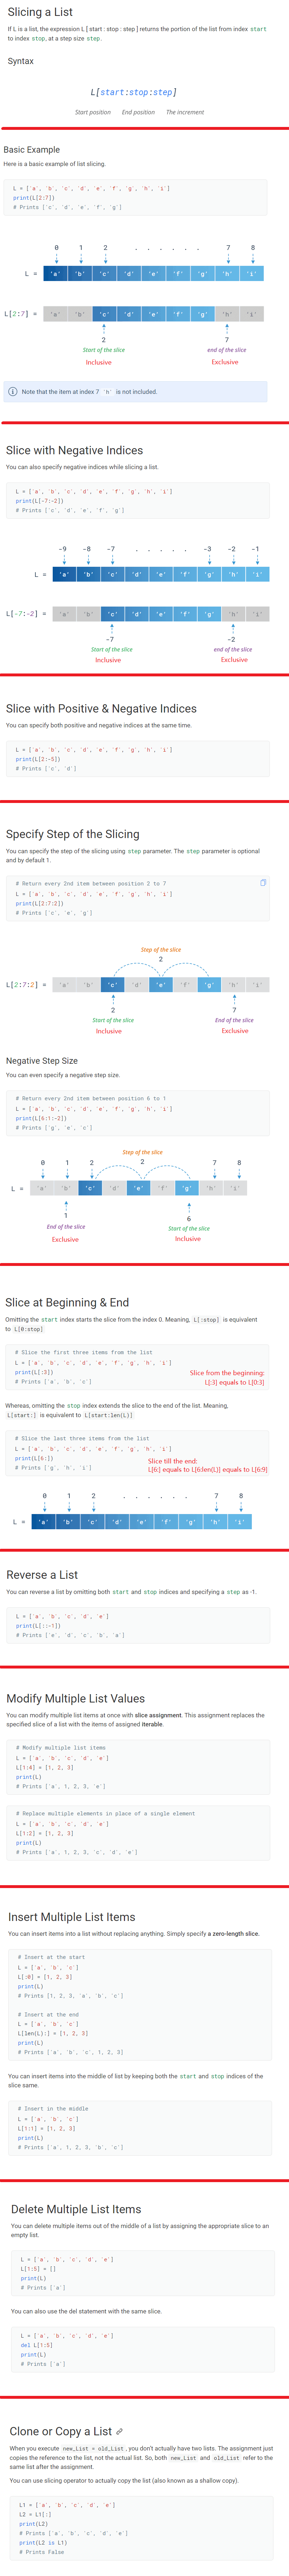 Slicing a List
If L is a list, the expression L [ start : stop : step ] returns the portion of the list from index start
to index stop, at a step size step.
Syntax
L[start:stop:step]
Start position End position The increment
Basic Example
Here is a basic example of list slicing.
L = ['a', 'b', 'c', 'd', 'e', 'f', 'g', 'h', 'i']
print(L[2:7])
# Prints ['c', 'd', 'e', 'f', 'g']
0 1 2 . . . . . . 7 8
L = 'a' 'b' 'c' 'd' 'e' 'f' 'g' 'h' 'i'
L[2:7] = 'a' 'b' 'c' 'd' 'e' 'f' 'g' 'h' 'i'
2 7
Start of the slice end of the slice
Inclusive Exclusive
Note that the item at index 7 'h' is not included.
Slice with Negative Indices
You can also specify negative indices while slicing a list.
L = ['a', 'b', 'c', 'd', 'e', 'f', 'g', 'h', 'i']
print(L[-7:-2])
# Prints ['c', 'd', 'e', 'f', 'g']
-9 -8 -7 . . . . . -3 -2 -1
L = 'a' 'b' 'c' 'd' 'e' 'f' 'g' 'h' 'i'
L[-7:-2] = 'a' 'b' 'c' 'd' 'e' 'f' 'g' 'h' 'i'
-7 -2
Start of the slice end of the slice
Inclusive Exclusive
Slice with Positive & Negative Indices
You can specify both positive and negative indices at the same time.
L = ['a', 'b', 'c', 'd', 'e', 'f', 'g', 'h', 'i']
print(L[2:-5])
# Prints ['c', 'd']
Specify Step of the Slicing
You can specify the step of the slicing using step parameter. The step parameter is optional
and by default 1.
# Return every 2nd item between position 2 to 7
L = ['a', 'b', 'c', 'd', 'e', 'f', 'g', 'h', 'i']
print(L[2:7:2])
# Prints ['c', 'e', 'g']
Step of the slice
2
L[2:7:2] = 'a' 'b' 'c' 'd' 'e' 'f' 'g' 'h' 'i'
2 7
Start of the slice End of the slice
Inclusive Exclusive
Negative Step Size
You can even specify a negative step size.
# Return every 2nd item between position 6 to 1
L = ['a', 'b', 'c', 'd', 'e', 'f', 'g', 'h', 'i']
print(L[6:1:-2])
# Prints ['g', 'e', 'c']
Step of the slice
0 1 2 2 7 8
L = 'a' 'b' 'c' 'd' 'e' 'f' 'g' 'h' 'i'
1 6
End of the slice Start of the slice
Exclusive Inclusive
Slice at Beginning & End
Omitting the start index starts the slice from the index 0. Meaning, L[:stop] is equivalent
to L[0:stop]
# Slice the first three items from the list
L = ['a', 'b', 'c', 'd', 'e', 'f', 'g', 'h', 'i']
print(L[:3])
# Prints ['a', 'b', 'c']
Slice from the beginning:
L[:3] equals to L[0:3]
Whereas, omitting the stop index extends the slice to the end of the list. Meaning,
L[start:] is equivalent to L[start:len(L)]
# Slice the last three items from the list
L = ['a', 'b', 'c', 'd', 'e', 'f', 'g', 'h', 'i']
print(L[6:])
# Prints ['g', 'h', 'i']
Slice till the end:
L[6:] equals to L[6:len(L)] equals to L[6:9]
0 1 2 . . . . . . 7 8
L = 'a' 'b' 'c' 'd' 'e' 'f' 'g' 'h' 'i'
Reverse a List
You can reverse a list by omitting both start and stop indices and specifying a step as -1.
L = ['a', 'b', 'c', 'd', 'e']
print(L[::-1])
# Prints ['e', 'd', 'c', 'b', 'a']
Modify Multiple List Values
You can modify multiple list items at once with slice assignment. This assignment replaces the
specified slice of a list with the items of assigned iterable.
# Modify multiple list items
L = ['a', 'b', 'c', 'd', 'e']
L[1:4] = [1, 2, 3]
print(L)
# Prints ['a', 1, 2, 3, 'e']
# Replace multiple elements in place of a single element
L = ['a', 'b', 'c', 'd', 'e']
L[1:2] = [1, 2, 3]
print(L)
# Prints ['a', 1, 2, 3, 'c', 'd', 'e']
Insert Multiple List Items
You can insert items into a list without replacing anything. Simply specify a zero-length slice.
# Insert at the start
L = ['a', 'b', 'c']
L[:0] = [1, 2, 3]
print(L)
# Prints [1, 2, 3, 'a', 'b', 'c']
# Insert at the end
L = ['a', 'b', 'c']
L[len(L):] = [1, 2, 3]
print(L)
# Prints ['a', 'b', 'c', 1, 2, 3]
You can insert items into the middle of list by keeping both the start and stop indices of the
slice same.
# Insert in the middle
L = ['a', 'b', 'c']
L[1:1] = [1, 2, 3]
print(L)
# Prints ['a', 1, 2, 3, 'b', 'c']
Delete Multiple List Items
You can delete multiple items out of the middle of a list by assigning the appropriate slice to an
empty list.
L = ['a', 'b', 'c', 'd', 'e']
L[1:5] = []
print(L)
# Prints ['a']
You can also use the del statement with the same slice.
L = ['a', 'b', 'c', 'd', 'e']
del L[1:5]
print(L)
# Prints ['a']
Clone or Copy a List
When you execute new_List = old_List , you don't actually have two lists. The assignment just
copies the reference to the list, not the actual list. So, both new_List and old_List refer to the
same list after the assignment.
You can use slicing operator to actually copy the list (also known as a shallow copy).
L1 = ['a', 'b', 'c', 'd', 'e']
L2 = L1[:]
print(L2)
# Prints ['a', 'b', 'c', 'd', 'e']
print(L2 is L1)
# Prints False